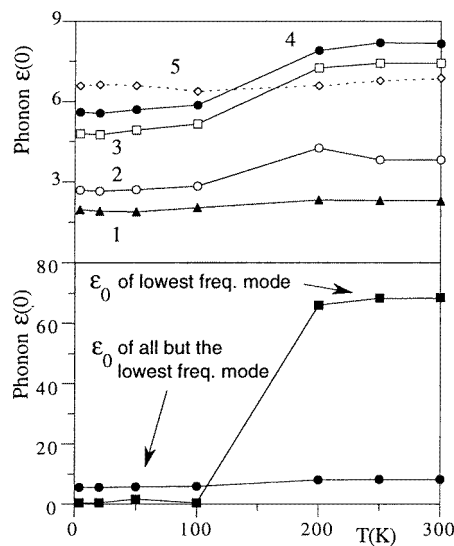 9
6
3
Phonon ε(0)
4
5
3
2
1
80
60
40
20
0
Phonon ε(0)
ε0 of lowest freq. mode
ε0 of all but the
lowest freq. mode
0
100
200
300
T(K)